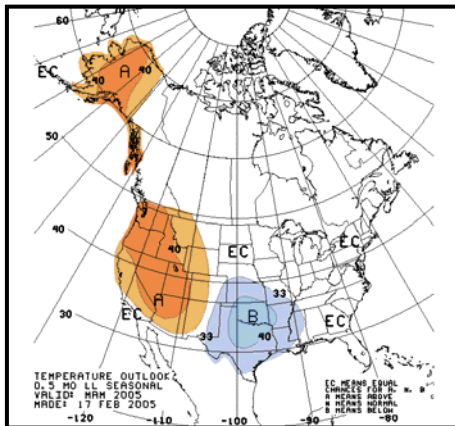 60
EC
40
A
40
50
40
40
EC
EC
33
A
B
EC
EC
30
33
40
TEMPERATURE OUTLOOK
0.5 MO LL SEASONAL
VALID: MAM 2005
MADE: 17 FEB 2005
EC MEANS EQUAL
CHANCES FOR A, N, B
A MEANS ABOVE
N MEANS NORMAL
B MEANS BELOW
-120
-110
-100
-90
-80